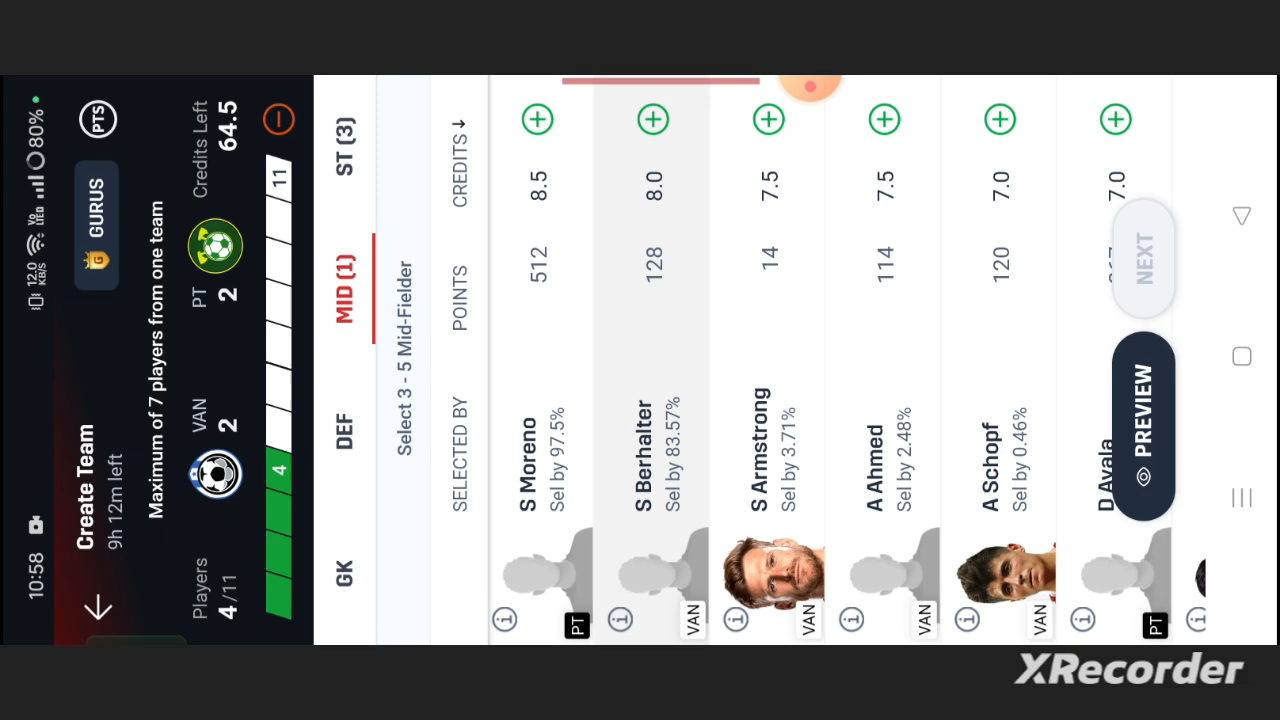 10:58
12.0 KB/S
Vo LTED
80%
Create Team
9h 12m left
G GURUS
PTS
Maximum of 7 players from one team
Players
4/11
VAN
2
PT
2
Credits Left
64.5
4
11
GK
DEF
MID (1)
ST (3)
Select 3 - 5 Mid-Fielder
SELECTED BY
POINTS
CREDITS ↓
PT
S Moreno
Sel by 97.5%
512
8.5
VAN
S Berhalter
Sel by 83.57%
128
8.0
VAN
S Armstrong
Sel by 3.71%
14
7.5
VAN
A Ahmed
Sel by 2.48%
114
7.5
VAN
A Schopf
Sel by 0.46%
120
7.0
PT
D Ayala
7.0
PREVIEW
NEXT
XRecorder